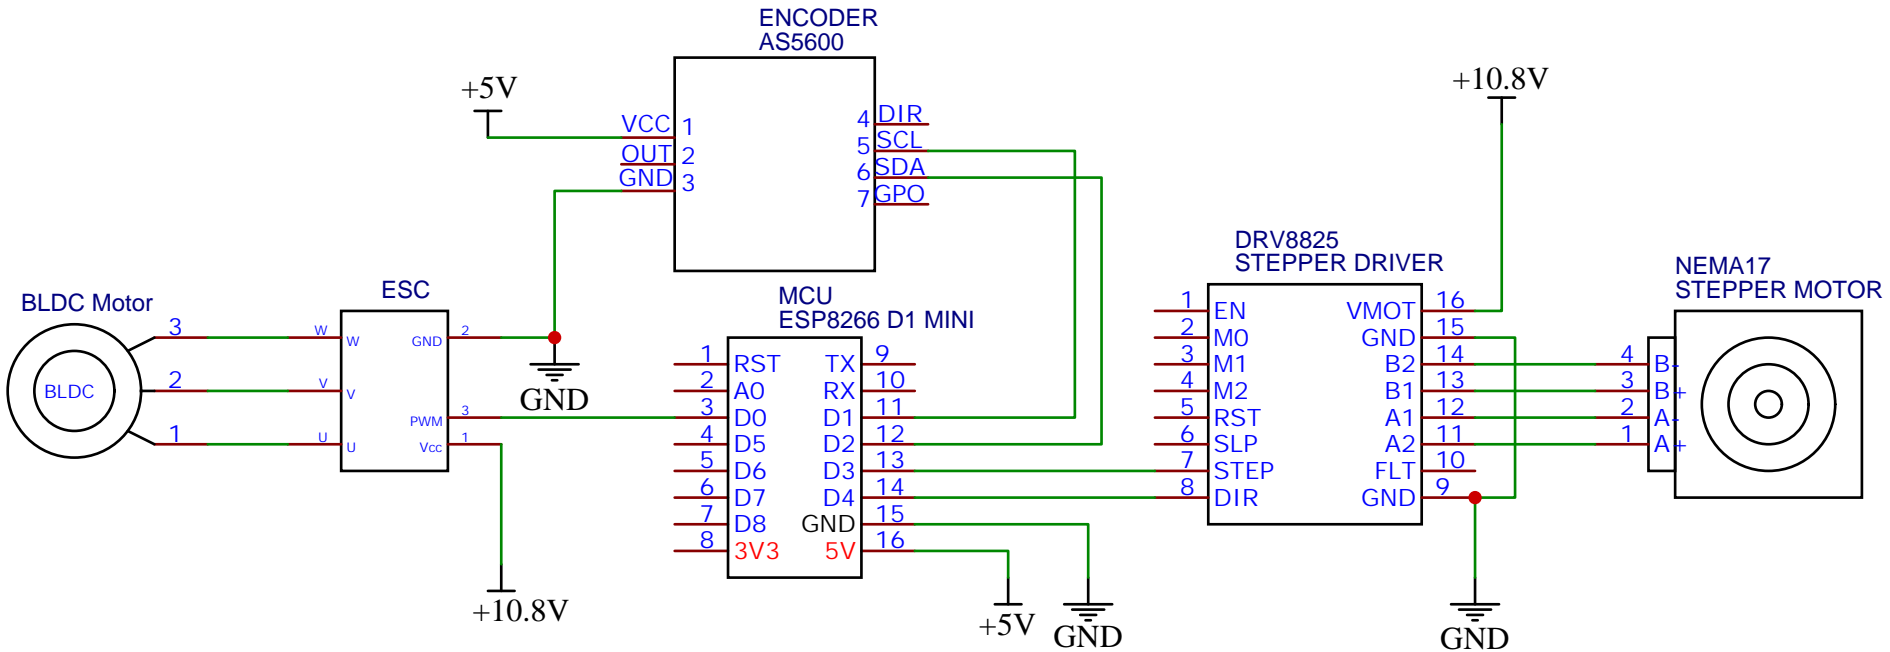 ENCODER
AS5600
+5V
VCC 1
OUT 2
GND 3
4 DIR
5 SCL
6 SDA
7 GPO
+10.8V
BLDC Motor
BLDC
3
2
1
ESC
W W
V V
U U
GND 2
PWM 3
Vcc 1
GND
+10.8V
MCU
ESP8266 D1 MINI
1 RST TX 9
2 A0 RX 10
3 D0 D1 11
4 D5 D2 12
5 D6 D3 13
6 D7 D4 14
7 D8 GND 15
8 3V3 5V 16
+5V
GND
DRV8825
STEPPER DRIVER
1 EN VMOT 16
2 M0 GND 15
3 M1 B2 14
4 M2 B1 13
5 RST A1 12
6 SLP A2 11
7 STEP FLT 10
8 DIR GND 9
GND
NEMA17
STEPPER MOTOR
4 B-
3 B+
2 A-
1 A+